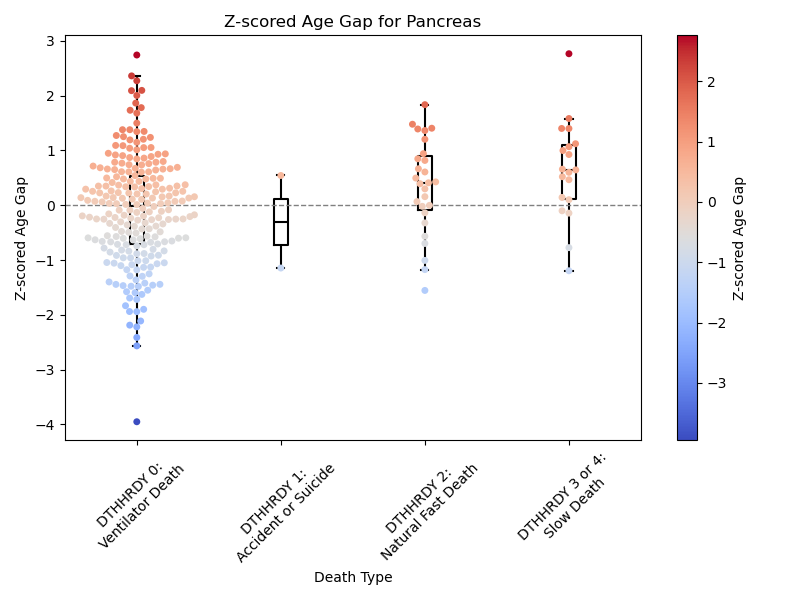 Z-scored Age Gap for Pancreas
3
2
1
0
−1
−2
−3
−4
Z-scored Age Gap
DTHHRDY 0:
Ventilator Death
DTHHRDY 1:
Accident or Suicide
DTHHRDY 2:
Natural Fast Death
DTHHRDY 3 or 4:
Slow Death
Death Type
2
1
0
−1
−2
−3
Z-scored Age Gap